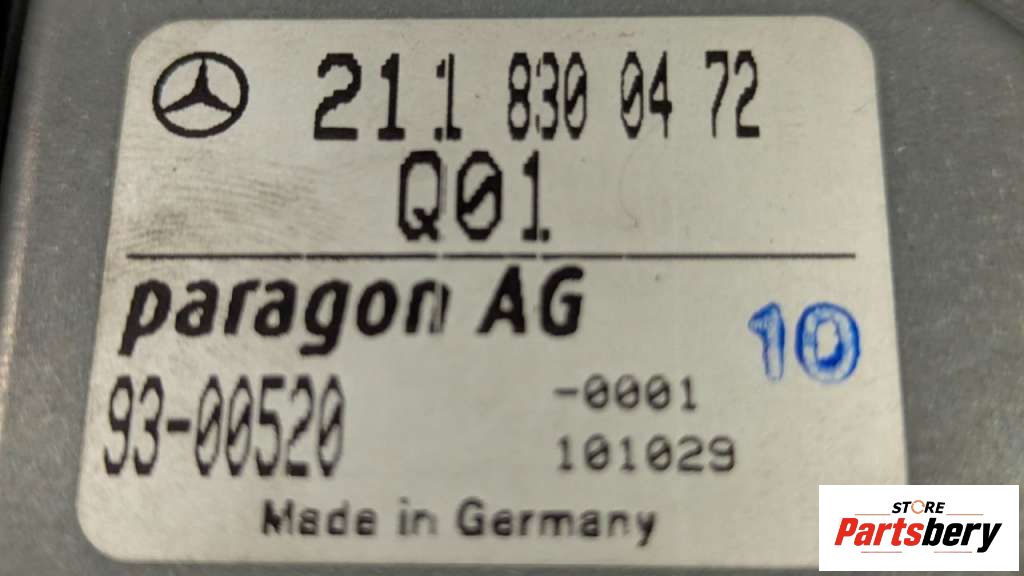 211 830 04 72
Q01
paragon AG
10
93-00520
-0001
101029
Made in Germany
STORE
Partsbery